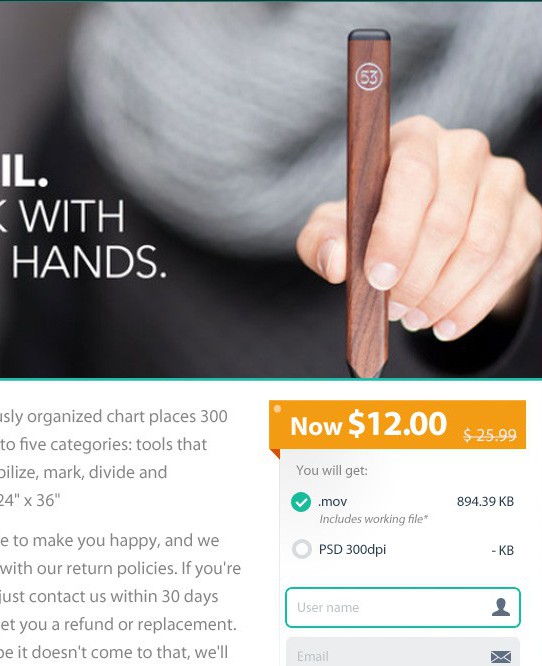 53
IL.
K WITH
HANDS.
usly organized chart places 300
to five categories: tools that
bilize, mark, divide and
24" x 36"
e to make you happy, and we
with our return policies. If you're
just contact us within 30 days
et you a refund or replacement.
be it doesn't come to that, we'll
Now $12.00 $ 25.99
You will get:
.mov 894.39 KB
Includes working file*
PSD 300dpi - KB
User name
Email